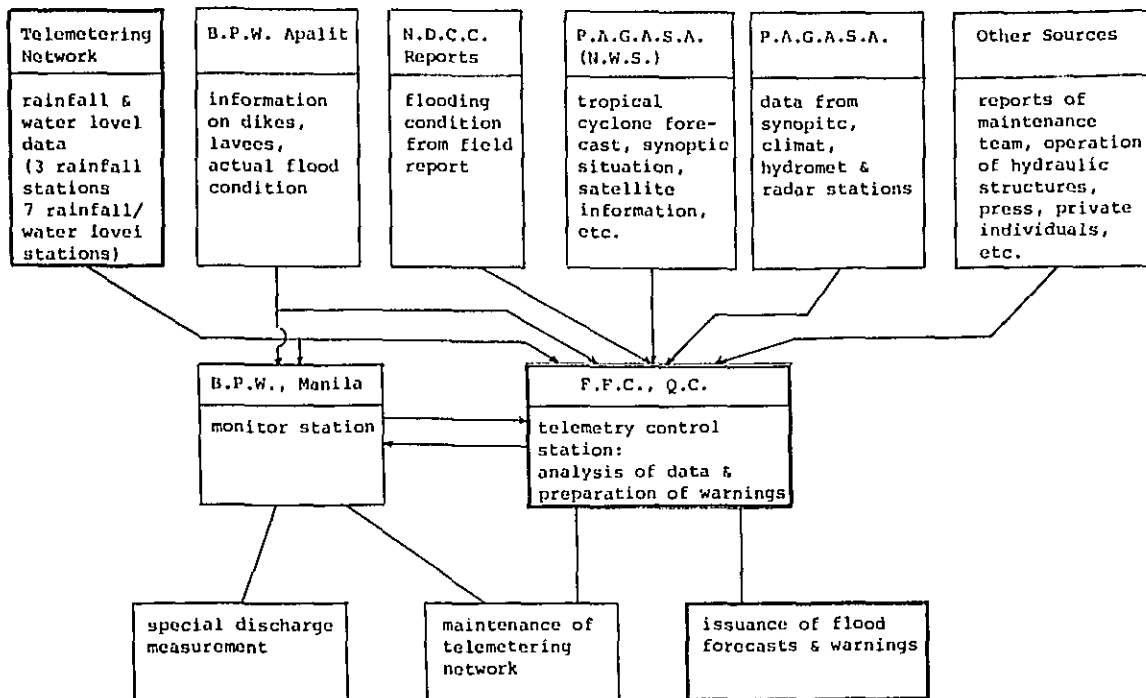 Telemetering
Network
rainfall &
water level
data
(3 rainfall
stations
7 rainfall/
water level
stations)
B.P.W. Apalit
information
on dikes,
lavees,
actual flood
condition
N.D.C.C.
Reports
flooding
condition
from field
report
P.A.G.A.S.A.
(N.W.S.)
tropical
cyclone fore-
cast, synoptic
situation,
satellite
information,
etc.
P.A.G.A.S.A.
data from
synopitc,
climat,
hydromet &
radar stations
Other Sources
reports of
maintenance
team, operation
of hydraulic
structures,
press, private
individuals,
etc.
B.P.W., Manila
monitor station
F.F.C., Q.C.
telemetry control
station:
analysis of data &
preparation of warnings
special discharge
measurement
maintenance of
telemetering
network
issuance of flood
forecasts & warnings